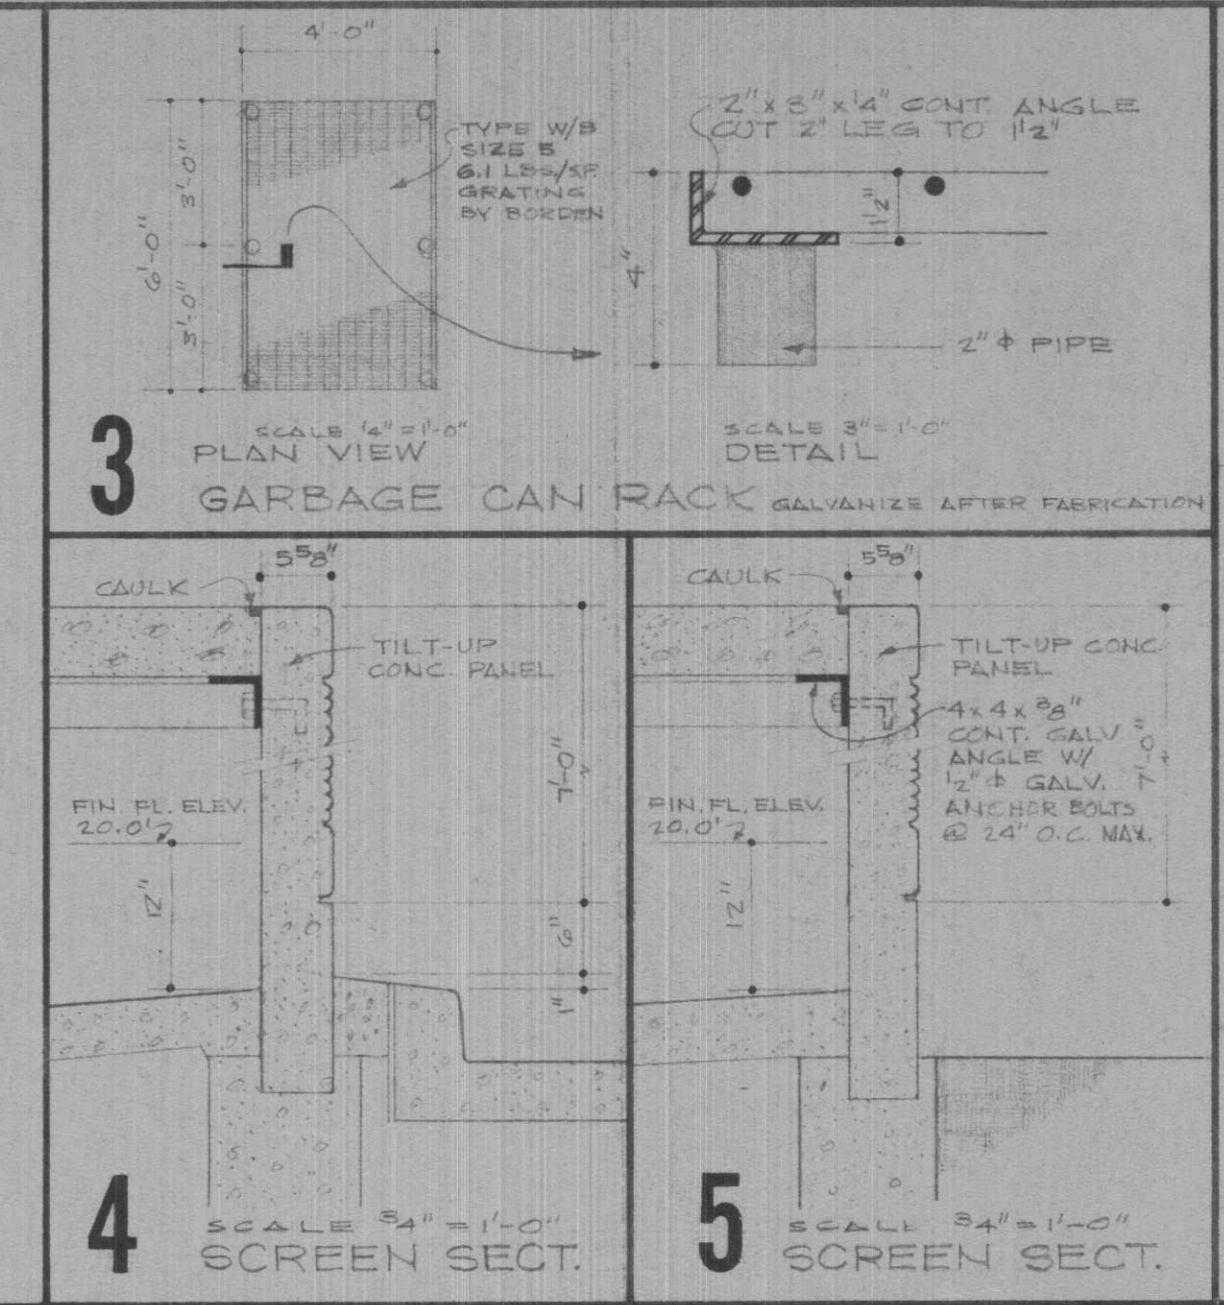 4'-0"
TYPE W/B
SIZE 5
6.1 LBS/SF
GRATING
BY BORDEN
3'-0"
6'-0"
3'-0"
2" x 3" x 1/4" CONT. ANGLE
CUT 2" LEG TO 1 1/2"
1 1/2"
4"
2" Φ PIPE
3
SCALE 1/4" = 1'-0"
PLAN VIEW
SCALE 3" = 1'-0"
DETAIL
GARBAGE CAN RACK GALVANIZE AFTER FABRICATION
5 5/8"
CAULK
TILT-UP
CONC. PANEL
7'-0"
FIN. FL. ELEV.
20.0'
12"
6"
1"
4
SCALE 3/4" = 1'-0"
SCREEN SECT.
5 5/8"
CAULK
TILT-UP CONC.
PANEL
4 x 4 x 3/8"
CONT. GALV
ANGLE W/
1/2" Φ GALV.
ANCHOR BOLTS
@ 24" O.C. MAX.
7'-0"
FIN. FL. ELEV.
20.0'
12"
5
SCALE 3/4" = 1'-0"
SCREEN SECT.